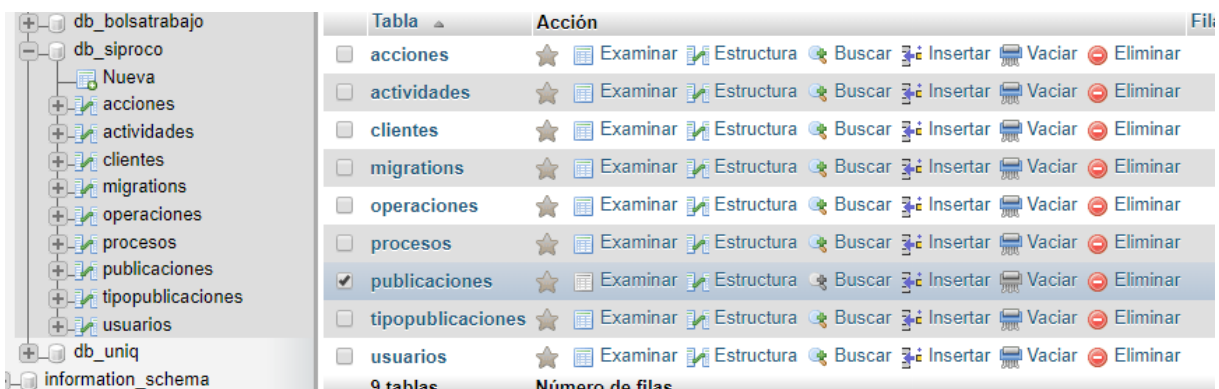 db_bolsatrabajo
db_siproco
Nueva
acciones
actividades
clientes
migrations
operaciones
procesos
publicaciones
tipopublicaciones
usuarios
db_uniq
information_schema
Tabla Acción
acciones Examinar Estructura Buscar Insertar Vaciar Eliminar
actividades Examinar Estructura Buscar Insertar Vaciar Eliminar
clientes Examinar Estructura Buscar Insertar Vaciar Eliminar
migrations Examinar Estructura Buscar Insertar Vaciar Eliminar
operaciones Examinar Estructura Buscar Insertar Vaciar Eliminar
procesos Examinar Estructura Buscar Insertar Vaciar Eliminar
publicaciones Examinar Estructura Buscar Insertar Vaciar Eliminar
tipopublicaciones Examinar Estructura Buscar Insertar Vaciar Eliminar
usuarios Examinar Estructura Buscar Insertar Vaciar Eliminar
9 tablas Número de filas